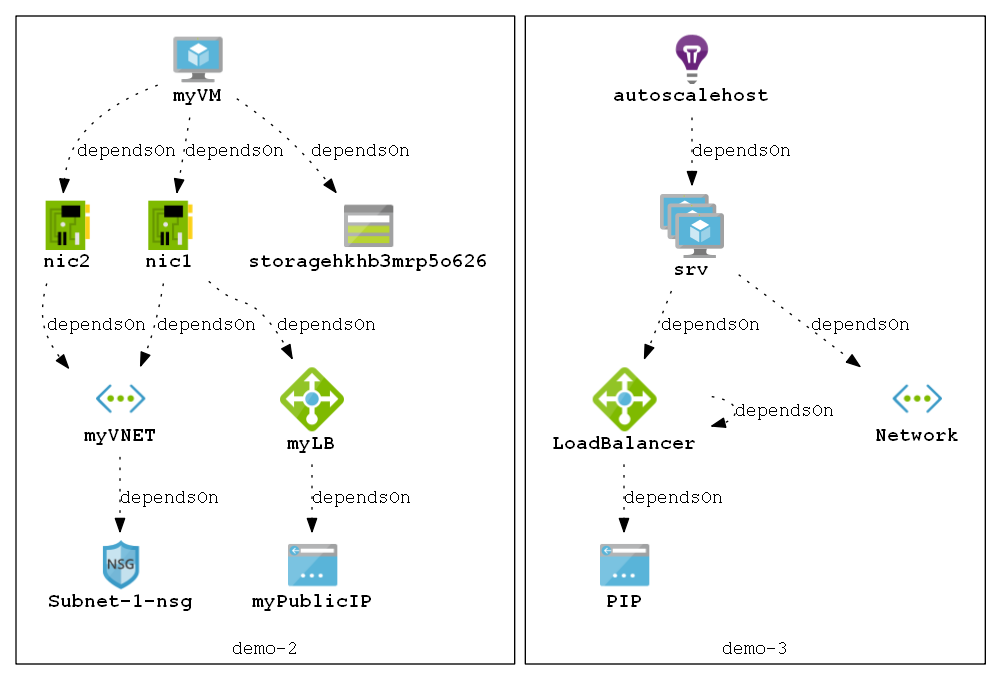 myVM
dependsOn
dependsOn
dependsOn
nic2
nic1
storagehkhb3mrp5o626
dependsOn
dependsOn
dependsOn
myVNET
myLB
dependsOn
dependsOn
NSG
Subnet-1-nsg
myPublicIP
demo-2
autoscalehost
dependsOn
srv
dependsOn
dependsOn
dependsOn
LoadBalancer
Network
dependsOn
PIP
demo-3